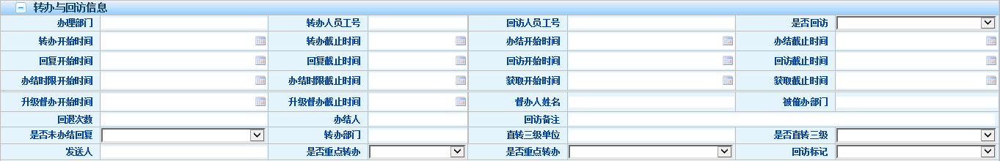 转办与回访信息
办理部门 转办人员工号 回访人员工号 是否回访
转办开始时间 转办截止时间 办结开始时间 办结截止时间
回复开始时间 回复截止时间 回访开始时间 回访截止时间
办结时限开始时间 办结时限截止时间 获取开始时间 获取截止时间
升级督办开始时间 升级督办截止时间 督办人姓名 被催办部门
回退次数 办结人 回访备注
是否未办结回复 转办部门 直转三级单位 是否直转三级
发送人 是否重点转办 是否重点转办 回访标记